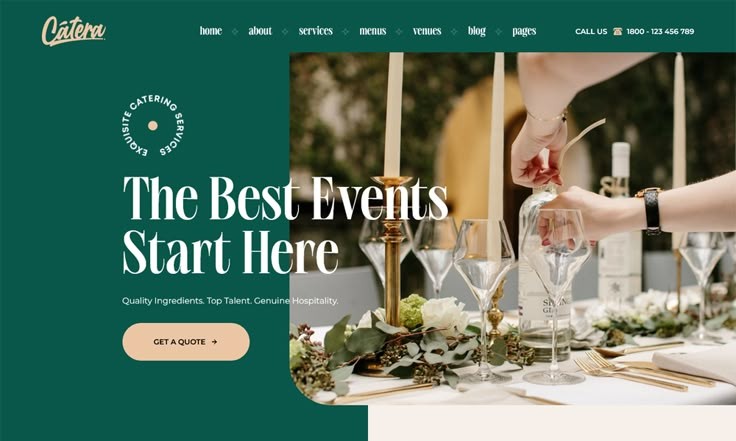 Câtera
home about services menus venues blog pages
CALL US 1800 - 123 456 789
EXQUISITE CATERING SERVICES
The Best Events
Start Here
Quality Ingredients. Top Talent. Genuine Hospitality.
GET A QUOTE →